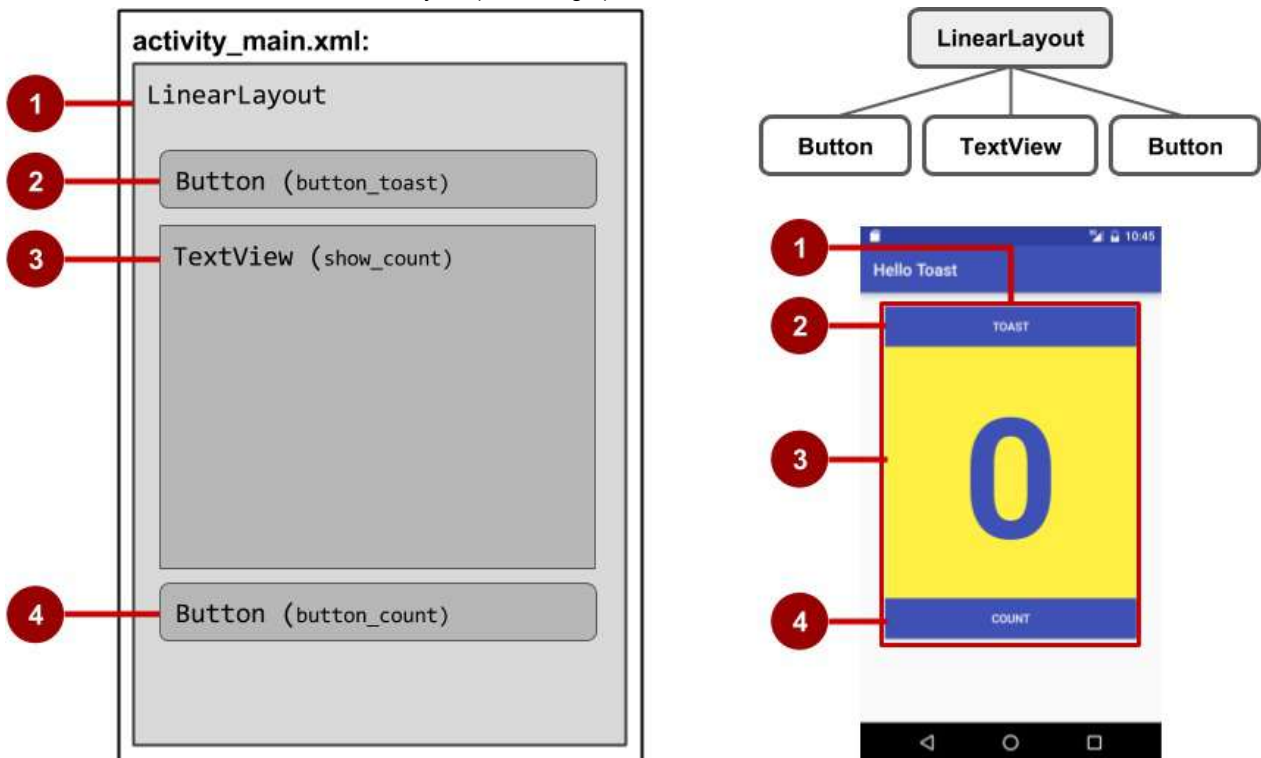 activity_main.xml:
1
LinearLayout
2
Button (button_toast)
3
TextView (show_count)
4
Button (button_count)
LinearLayout
Button
TextView
Button
10:45
1
Hello Toast
2
TOAST
3
0
4
COUNT